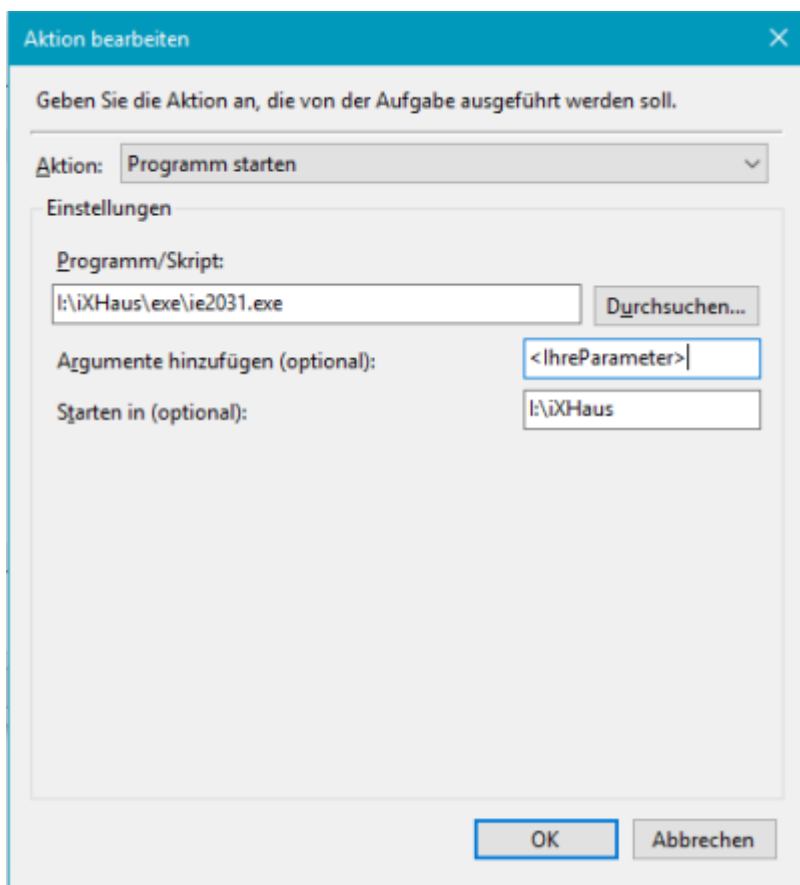 Aktion bearbeiten
Geben Sie die Aktion an, die von der Aufgabe ausgeführt werden soll.
Aktion: Programm starten
Einstellungen
Programm/Skript:
I:\iXHaus\exe\ie2031.exe Durchsuchen...
Argumente hinzufügen (optional): <IhreParameter>
Starten in (optional): I:\iXHaus
OK Abbrechen